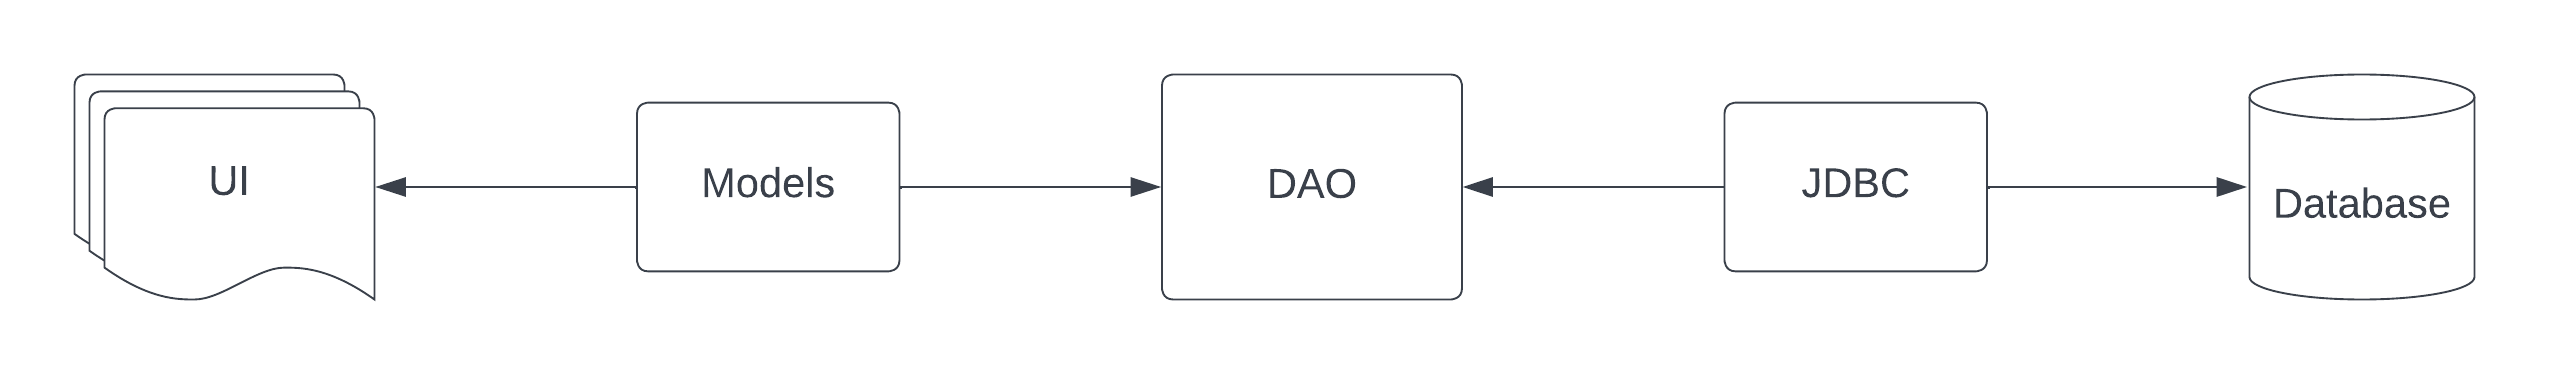 UI
Models
DAO
JDBC
Database